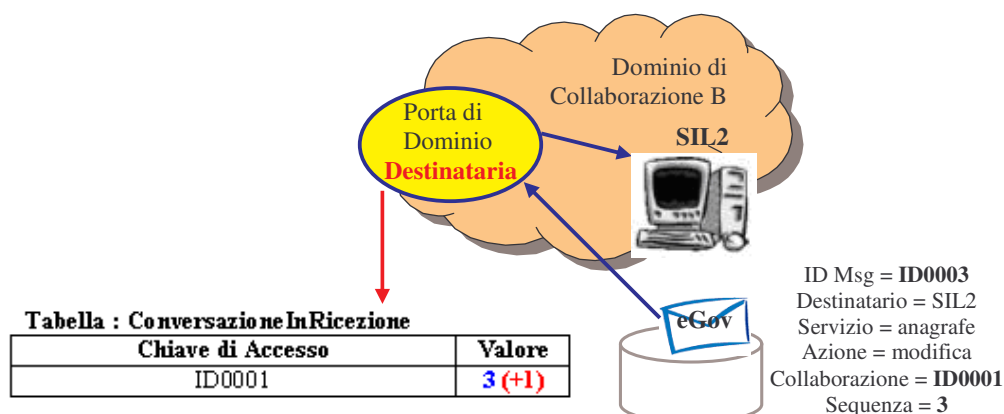 Dominio di
Collaborazione B
Porta di
Dominio
Destinataria
SIL2
eGov
ID Msg = ID0003
Destinatario = SIL2
Servizio = anagrafe
Azione = modifica
Collaborazione = ID0001
Sequenza = 3
Tabella : ConversazioneInRicezione
Chiave di Accesso Valore
ID0001 3 (+1)